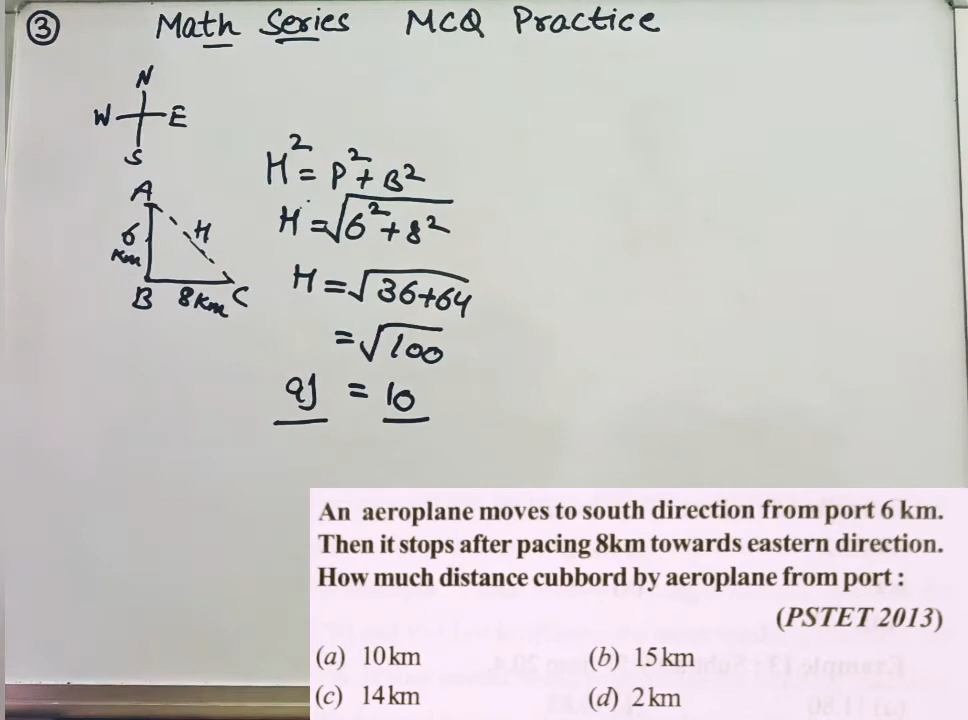 ③ Math Series MCQ Practice
N
W E
S
A
6 km H
B 8km C
H² = P² + B²
H = √6² + 8²
H = √36+64
= √100
a) = 10
An aeroplane moves to south direction from port 6 km.
Then it stops after pacing 8km towards eastern direction.
How much distance cubbord by aeroplane from port :
(PSTET 2013)
(a) 10 km (b) 15 km
(c) 14 km (d) 2 km